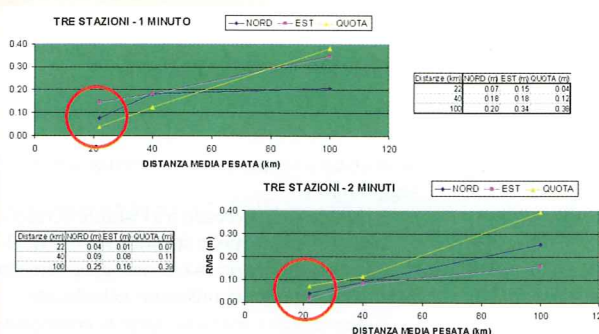 TRE STAZIONI - 1 MINUTO
NORD EST QUOTA
0.40
0.30
0.20
0.10
0.00
0 20 40 60 80 100 120
DISTANZA MEDIA PESATA (km)
Distanze (km) NORD (m) EST (m) QUOTA (m)
22 0.07 0.15 0.04
40 0.18 0.18 0.12
100 0.20 0.34 0.38
TRE STAZIONI - 2 MINUTI
NORD EST QUOTA
Distanze (km) NORD (m) EST (m) QUOTA (m)
22 0.04 0.01 0.07
40 0.09 0.08 0.11
100 0.25 0.16 0.39
RMS (m)
0.40
0.30
0.20
0.10
0.00
0 20 40 60 80 100
DISTANZA MEDIA PESATA (km)